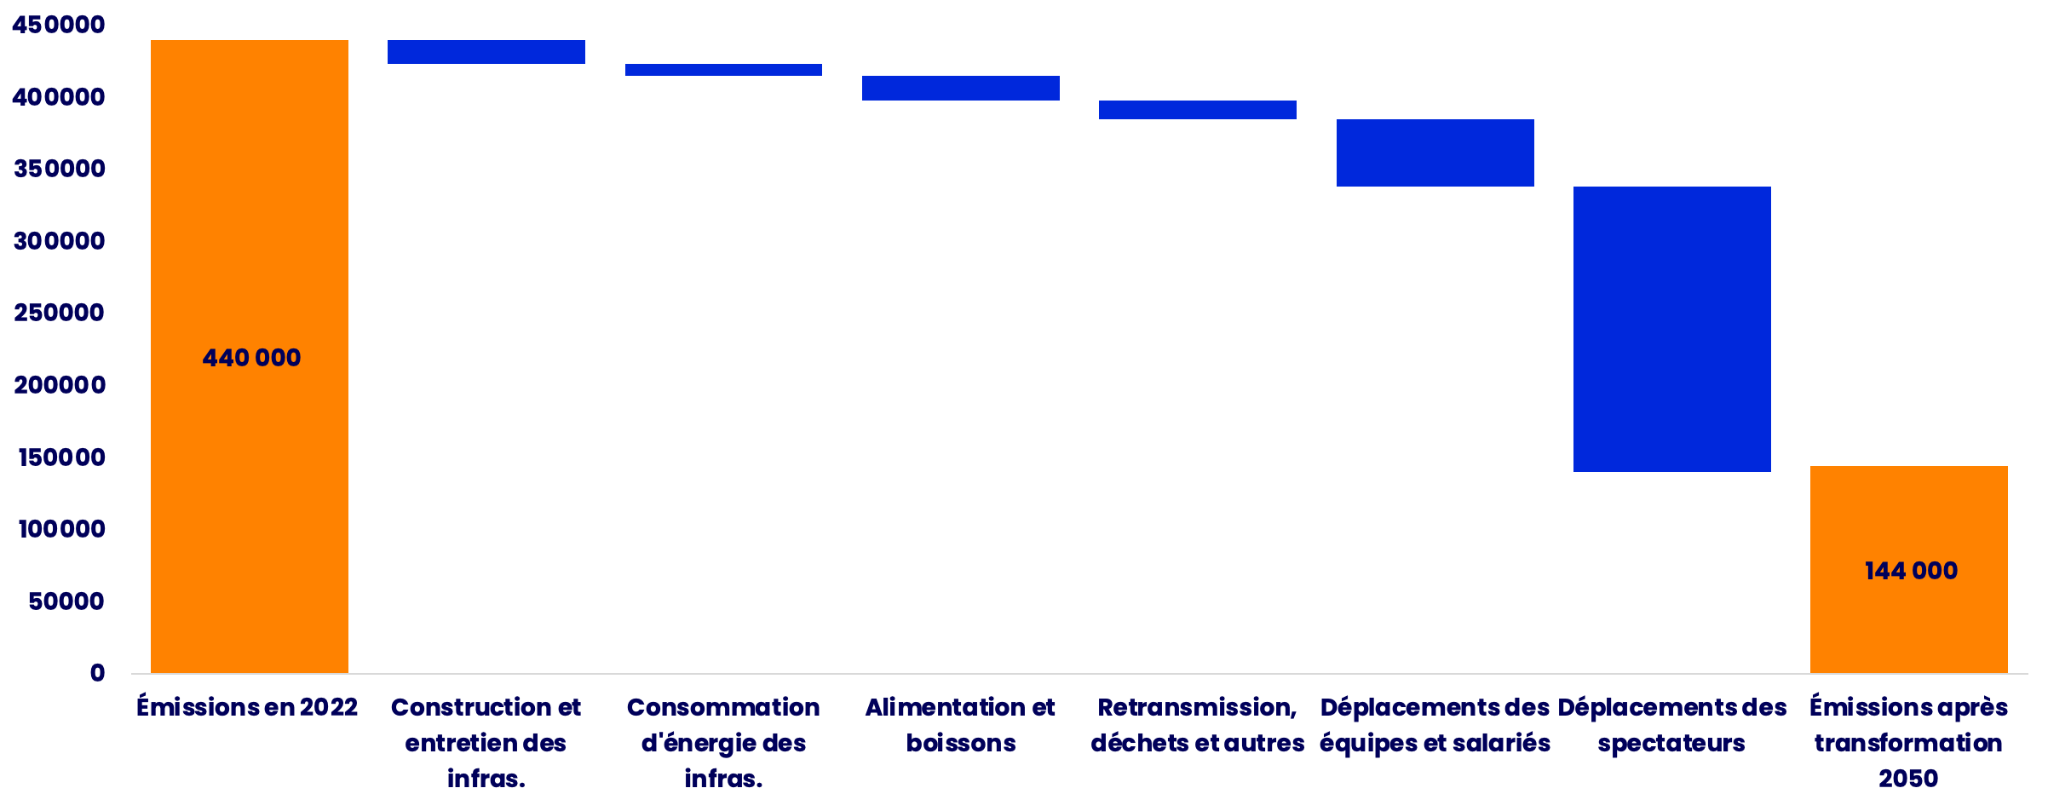 450000
400000
350000
300000
250000
200000
150000
100000
50000
0
440 000
144 000
Émissions en 2022
Construction et
entretien des
infras.
Consommation
d'énergie des
infras.
Alimentation et
boissons
Retransmission,
déchets et autres
Déplacements des
équipes et salariés
Déplacements des
spectateurs
Émissions après
transformation
2050